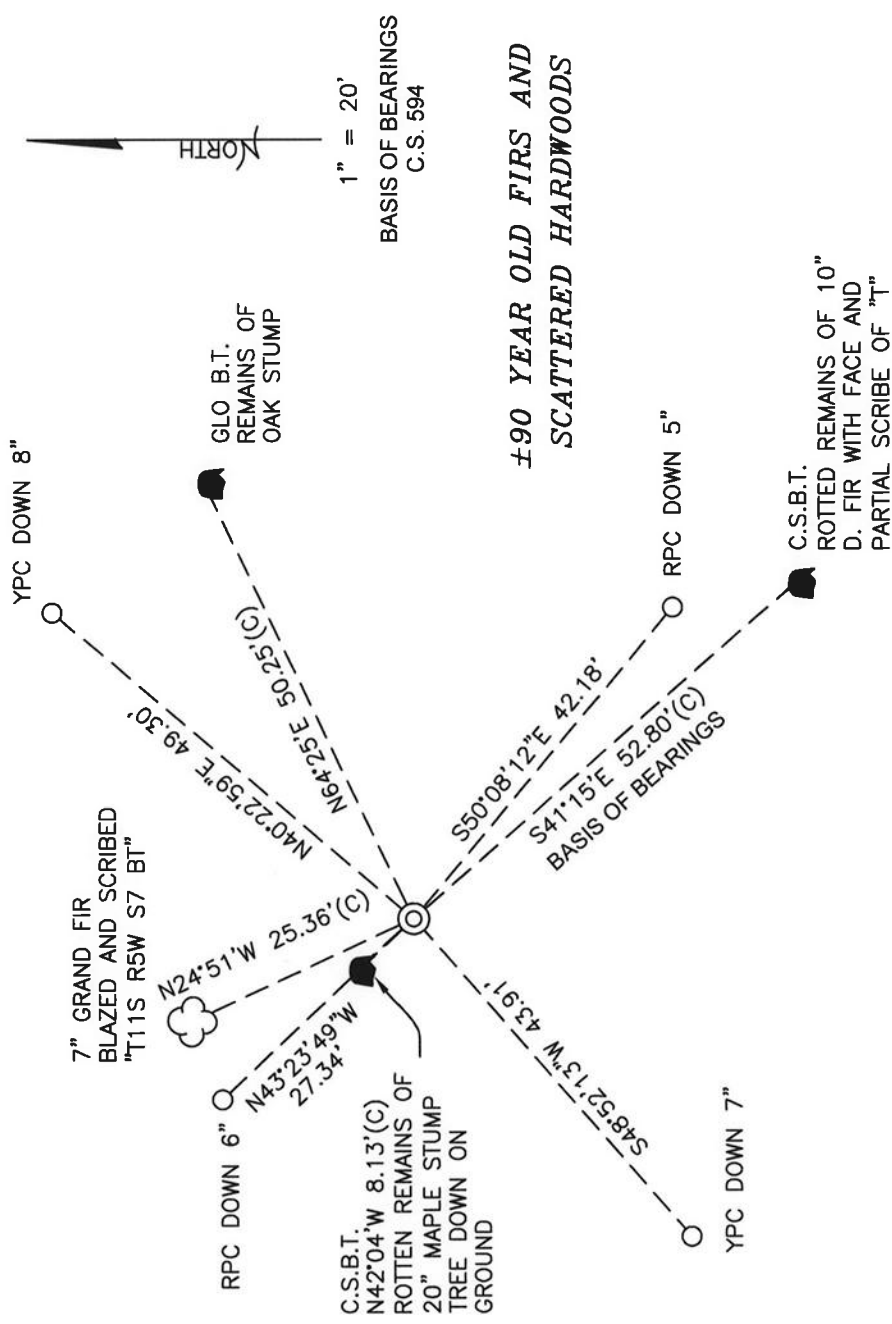 YPC DOWN 8"
7" GRAND FIR
BLAZED AND SCRIBED
"T11S R5W S7 BT"
GLO B.T.
REMAINS OF
OAK STUMP
NORTH
1" = 20'
BASIS OF BEARINGS
C.S. 594
N40°22'59"E 49.30'
N64°25'E 50.25'(C)
N24°51'W 25.36'(C)
RPC DOWN 6"
N43°23'49"W
27.34'
C.S.B.T.
N42°04'W 8.13'(C)
ROTTEN REMAINS OF
20" MAPLE STUMP
TREE DOWN ON
GROUND
±90 YEAR OLD FIRS AND
SCATTERED HARDWOODS
S50°08'12"E 42.18'
S41°15'E 52.80'(C)
BASIS OF BEARINGS
RPC DOWN 5"
S48°52'13"W 43.91'
YPC DOWN 7"
C.S.B.T.
ROTTED REMAINS OF 10"
D. FIR WITH FACE AND
PARTIAL SCRIBE OF "T"